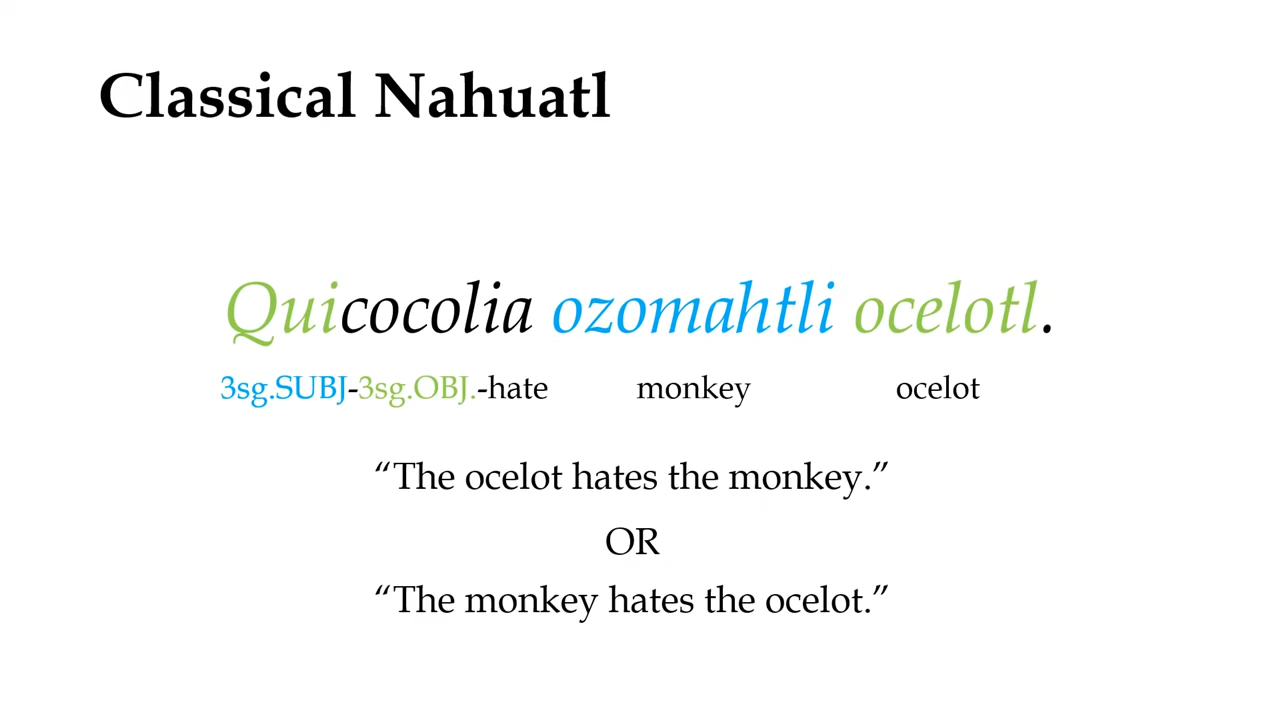 Classical Nahuatl
Quicocolia ozomahtli ocelotl.
3sg.SUBJ-3sg.OBJ.-hate monkey ocelot
“The ocelot hates the monkey.”
OR
“The monkey hates the ocelot.”